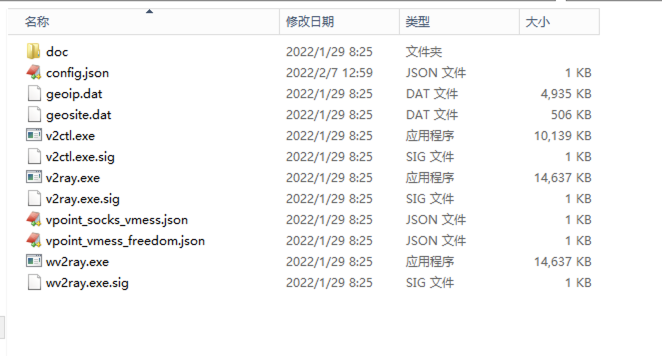 名称 修改日期 类型 大小
doc 2022/1/29 8:25 文件夹
config.json 2022/2/7 12:59 JSON 文件 1 KB
geoip.dat 2022/1/29 8:25 DAT 文件 4,935 KB
geosite.dat 2022/1/29 8:25 DAT 文件 506 KB
v2ctl.exe 2022/1/29 8:25 应用程序 10,139 KB
v2ctl.exe.sig 2022/1/29 8:25 SIG 文件 1 KB
v2ray.exe 2022/1/29 8:25 应用程序 14,637 KB
v2ray.exe.sig 2022/1/29 8:25 SIG 文件 1 KB
vpoint_socks_vmess.json 2022/1/29 8:25 JSON 文件 1 KB
vpoint_vmess_freedom.json 2022/1/29 8:25 JSON 文件 1 KB
wv2ray.exe 2022/1/29 8:25 应用程序 14,637 KB
wv2ray.exe.sig 2022/1/29 8:25 SIG 文件 1 KB